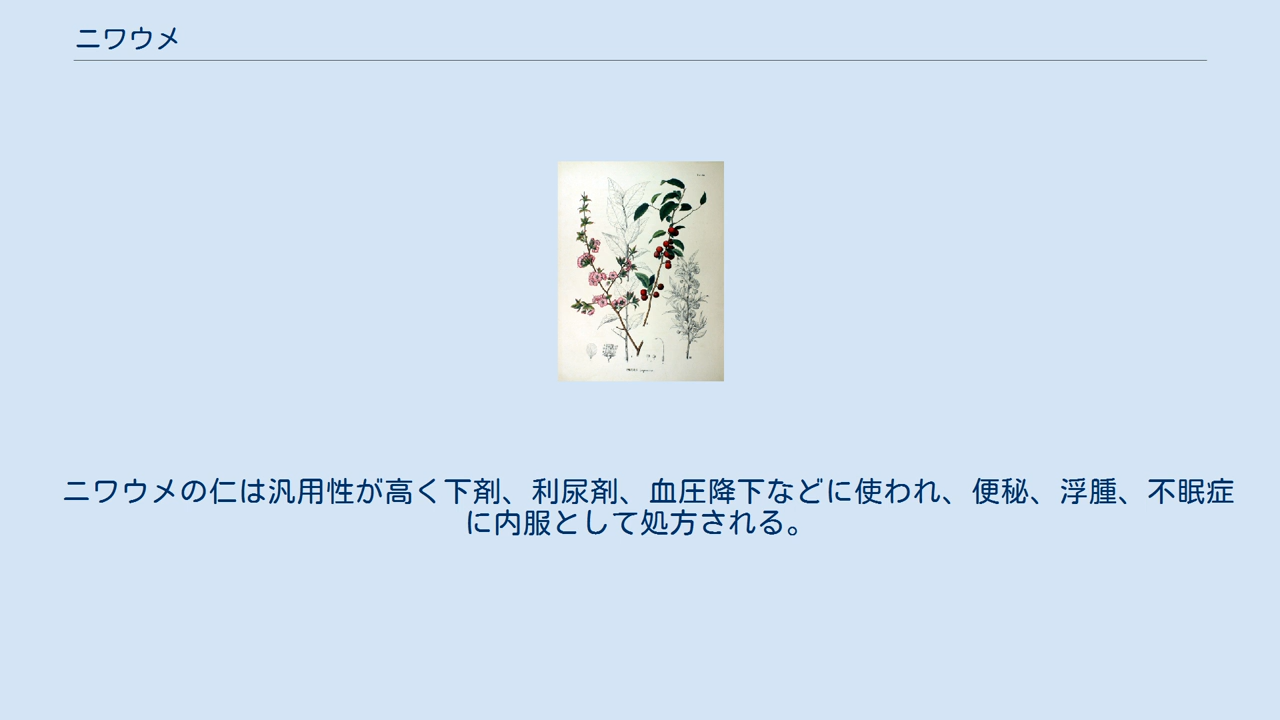 ニワウメ
ニワウメの仁は汎用性が高く下剤、利尿剤、血圧降下などに使われ、便秘、浮腫、不眠症
に内服として処方される。